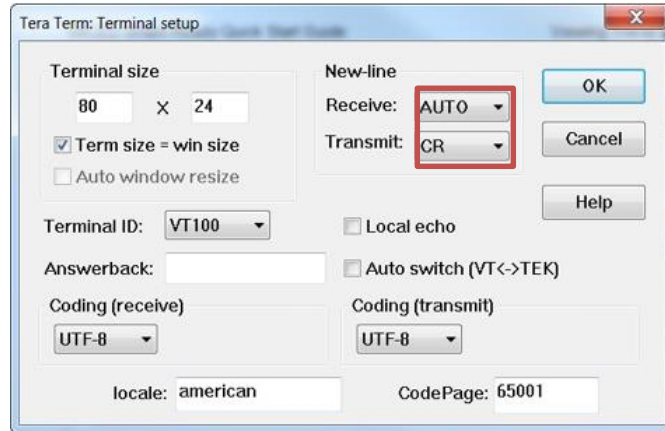 Tera Term: Terminal setup
Terminal size
80 X 24
Term size = win size
Auto window resize
New-line
Receive: AUTO
Transmit: CR
OK
Cancel
Help
Terminal ID: VT100
Local echo
Answerback:
Auto switch (VT<->TEK)
Coding (receive)
UTF-8
Coding (transmit)
UTF-8
locale: american
CodePage: 65001